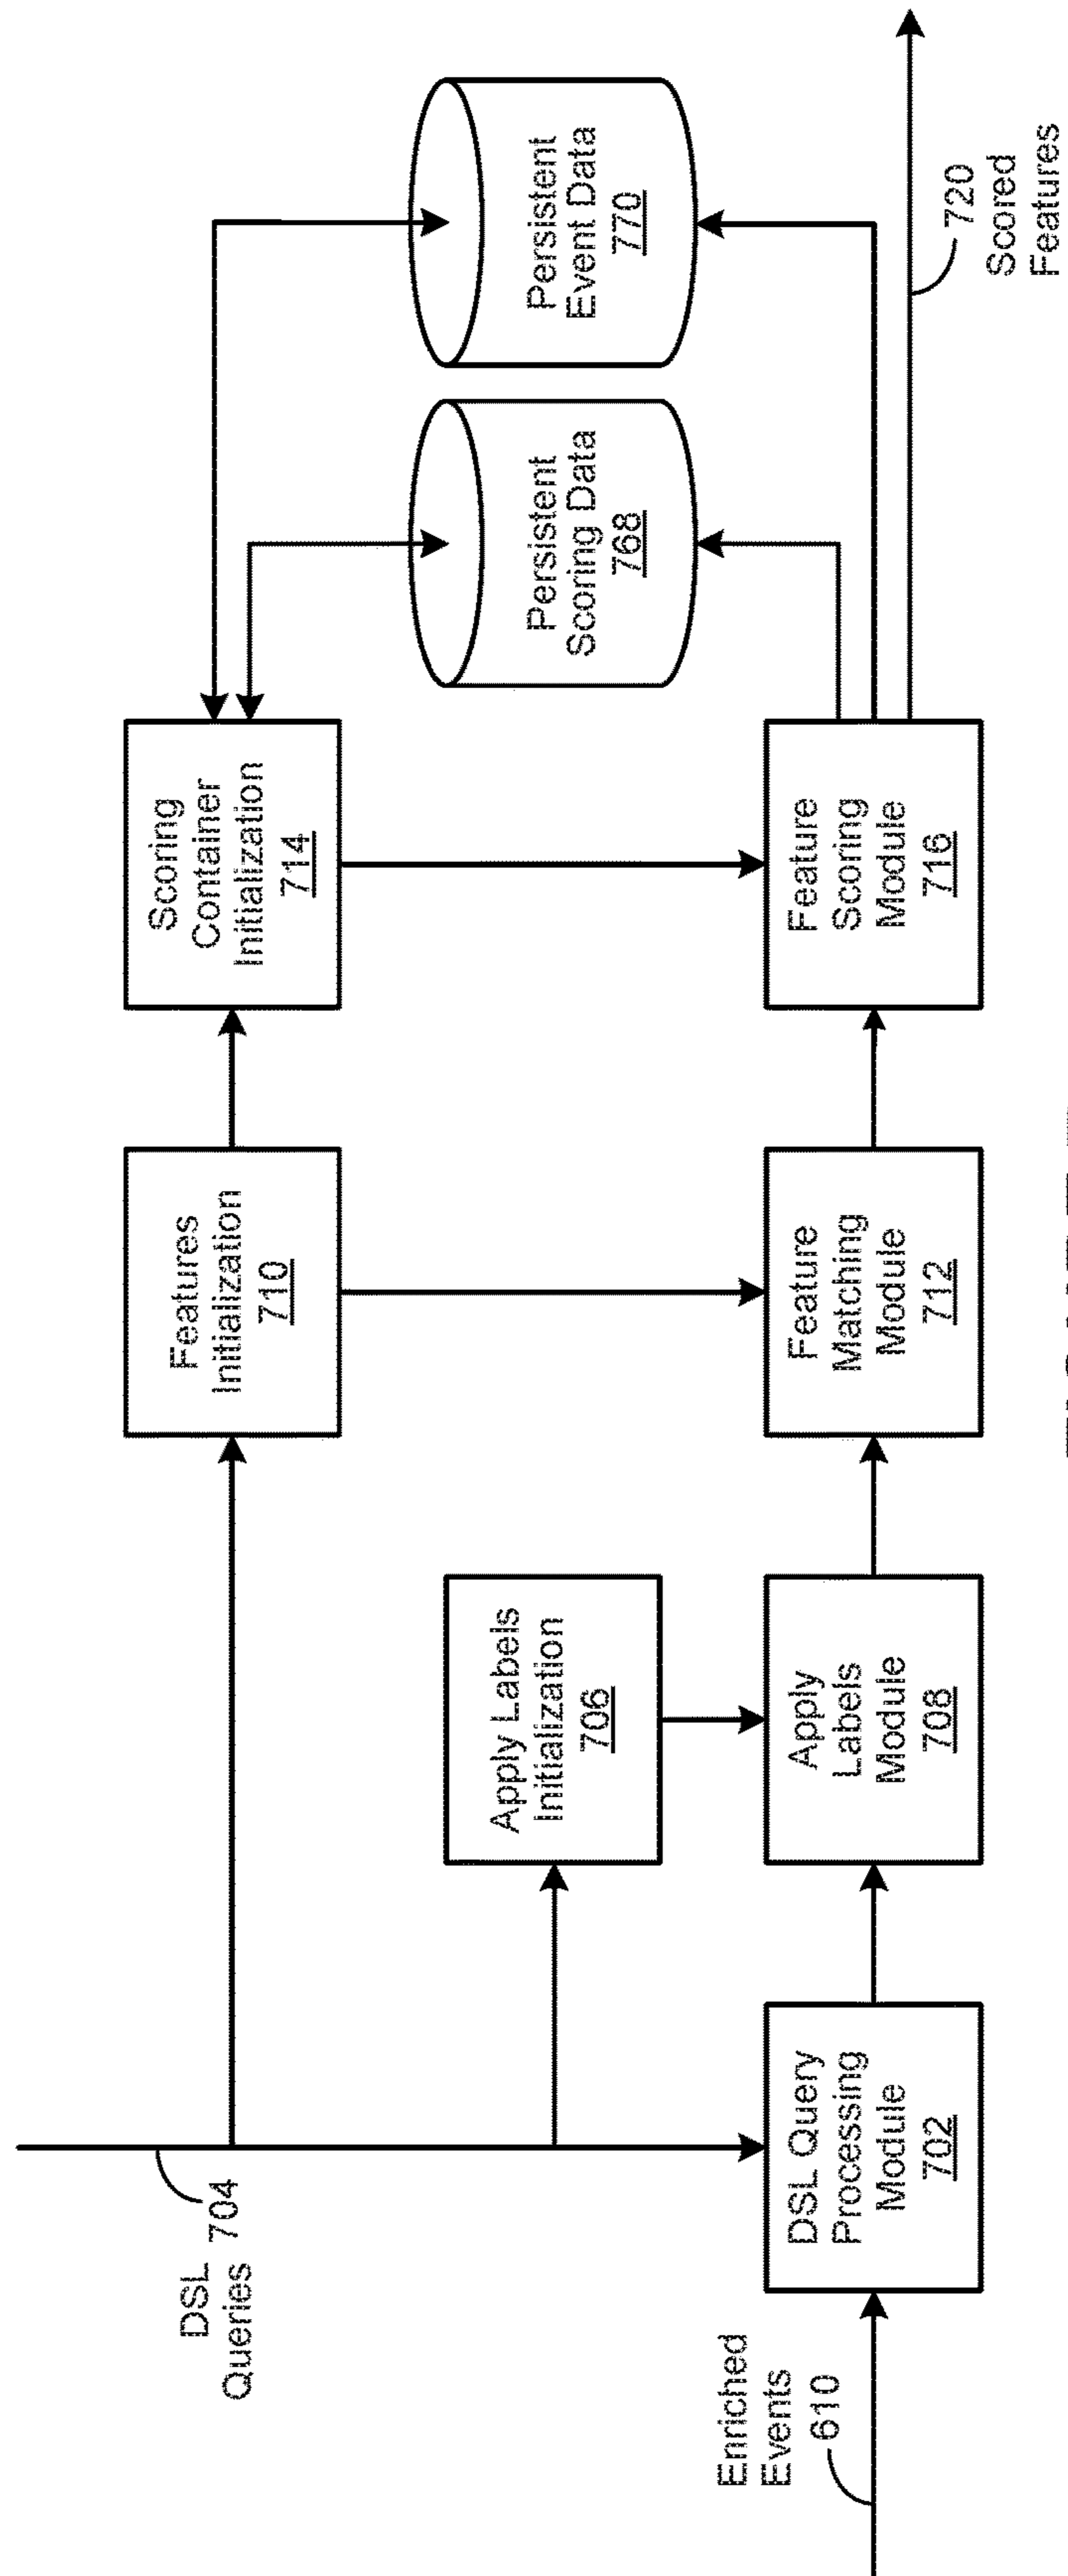 DSL
Queries 704
Enriched
Events
610
DSL Query
Processing
Module
702
Apply Labels
Initialization
706
Apply
Labels
Module
708
Features
Initialization
710
Feature
Matching
Module
712
Scoring
Container
Initialization
714
Feature
Scoring
Module
716
Persistent
Scoring Data
768
Persistent
Event Data
770
720
Scored
Features